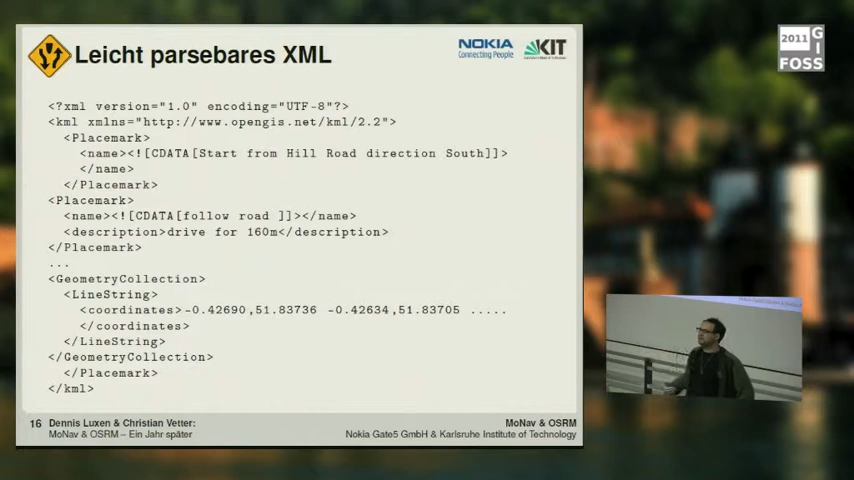 Leicht parsebares XML
NOKIA
Connecting People
KIT
2011
GI
FOSS
<?xml version="1.0" encoding="UTF-8"?>
<kml xmlns="http://www.opengis.net/kml/2.2">
<Placemark>
<name><![CDATA[Start from Hill Road direction South]]>
</name>
</Placemark>
<Placemark>
<name><![CDATA[follow road ]]></name>
<description>drive for 160m</description>
</Placemark>
...
<GeometryCollection>
<LineString>
<coordinates>-0.42690,51.83736 -0.42634,51.83705 .....
</coordinates>
</LineString>
</GeometryCollection>
</Placemark>
</kml>
16 Dennis Luxen & Christian Vetter:
MoNav & OSRM – Ein Jahr später
MoNav & OSRM
Nokia Gate5 GmbH & Karlsruhe Institute of Technology